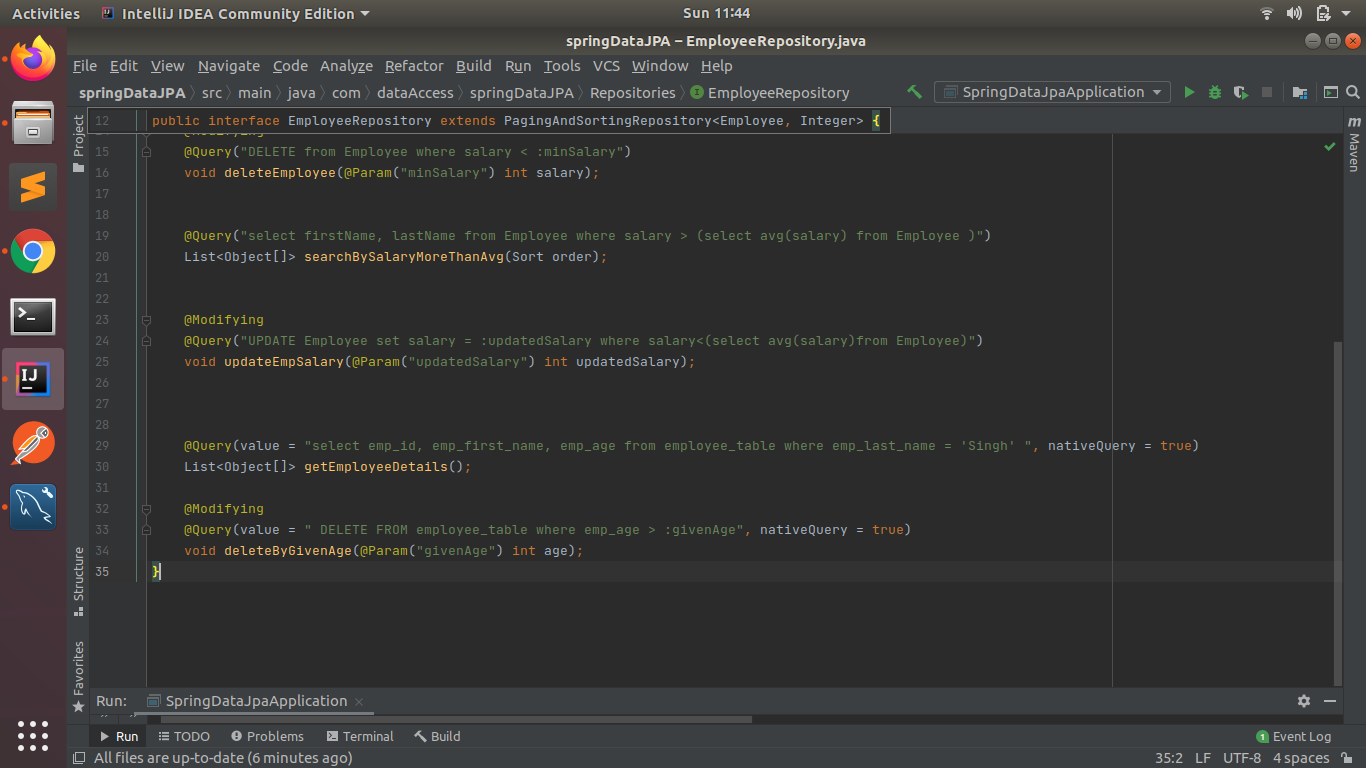 Activities IntelliJ IDEA Community Edition Sun 11:44
springDataJPA – EmployeeRepository.java
File Edit View Navigate Code Analyze Refactor Build Run Tools VCS Window Help
springDataJPA src main java com dataAccess springDataJPA Repositories I EmployeeRepository SpringDataJpaApplication
12 public interface EmployeeRepository extends PagingAndSortingRepository<Employee, Integer> {
15 @Query("DELETE from Employee where salary < :minSalary")
16 void deleteEmployee(@Param("minSalary") int salary);
17
18
19 @Query("select firstName, lastName from Employee where salary > (select avg(salary) from Employee )")
20 List<Object[]> searchBySalaryMoreThanAvg(Sort order);
21
22
23 @Modifying
24 @Query("UPDATE Employee set salary = :updatedSalary where salary<(select avg(salary)from Employee)")
25 void updateEmpSalary(@Param("updatedSalary") int updatedSalary);
26
27
28
29 @Query(value = "select emp_id, emp_first_name, emp_age from employee_table where emp_last_name = 'Singh' ", nativeQuery = true)
30 List<Object[]> getEmployeeDetails();
31
32 @Modifying
33 @Query(value = " DELETE FROM employee_table where emp_age > :givenAge", nativeQuery = true)
34 void deleteByGivenAge(@Param("givenAge") int age);
35 }
Project
Structure
Favorites
m Maven
IJ
Run: SpringDataJpaApplication
Run TODO Problems Terminal Build 1 Event Log
All files are up-to-date (6 minutes ago) 35:2 LF UTF-8 4 spaces